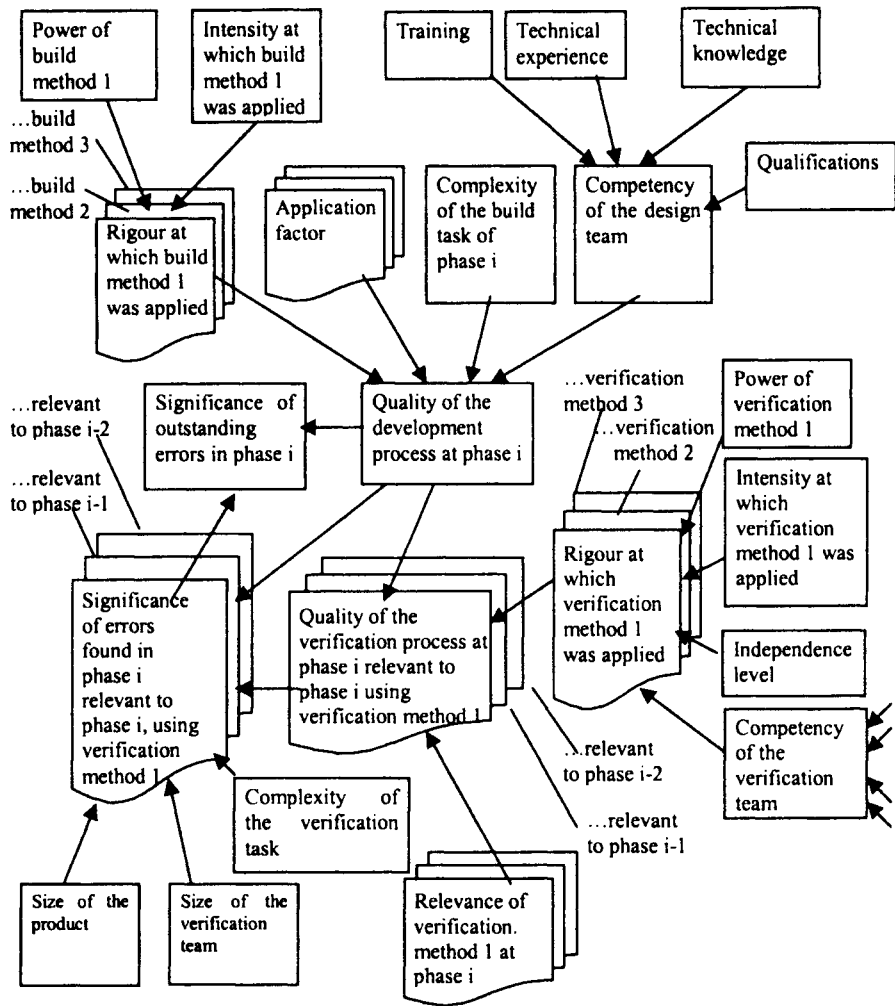 Power of
build
method 1
Intensity at
which build
method 1
was applied
Training
Technical
experience
Technical
knowledge
...build
method 3
...build
method 2
Rigour at
which build
method 1
was applied
Application
factor
Complexity
of the build
task of
phase i
Competency
of the design
team
Qualifications
...relevant
to phase i-2
...relevant
to phase i-1
Significance of
outstanding
errors in phase i
Quality of the
development
process at phase i
...verification
method 3
...verification
method 2
Power of
verification
method 1
Intensity at
which
verification
method 1 was
applied
Significance
of errors
found in
phase i
relevant to
phase i, using
verification
method 1
Quality of the
verification process at
phase i relevant to
phase i using
verification method 1
Rigour at
which
verification
method 1
was applied
Independence
level
Competency
of the
verification
team
...relevant
to phase i-2
...relevant
to phase i-1
Complexity of
the verification
task
Size of the
product
Size of the
verification
team
Relevance of
verification.
method 1 at
phase i